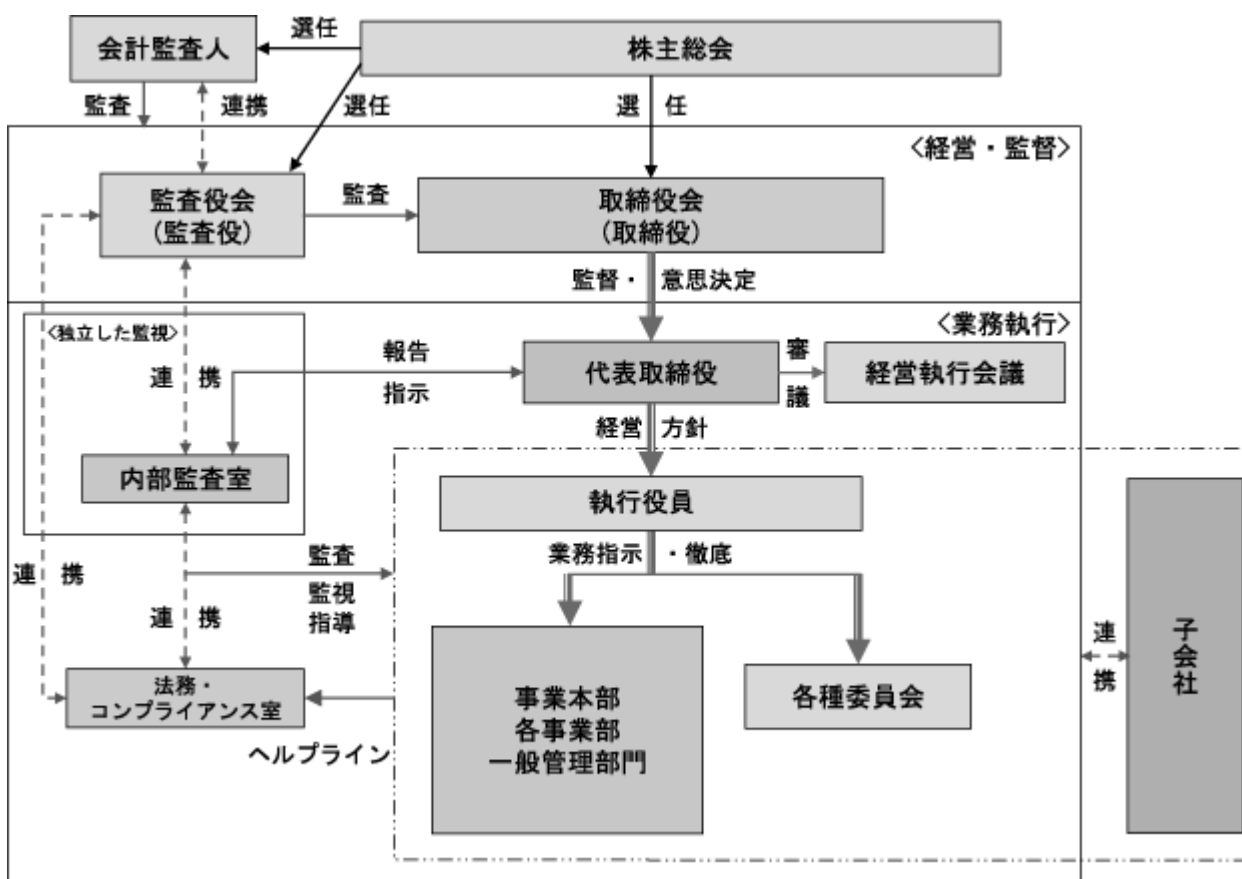 会計監査人
選任
株主総会
監査
連携
選任
選 任
<経営・監督>
監査役会
(監査役)
監査
取締役会
(取締役)
監督・ 意思決定
<独立した監視>
<業務執行>
報告
指示
代表取締役
審
議
経営執行会議
連 携
経営 方針
内部監査室
執行役員
監査
監視
指導
業務指示 ・徹底
連 携
連 携
事業本部
各事業部
一般管理部門
各種委員会
連
携
子
会
社
法務・
コンプライアンス室
ヘルプライン